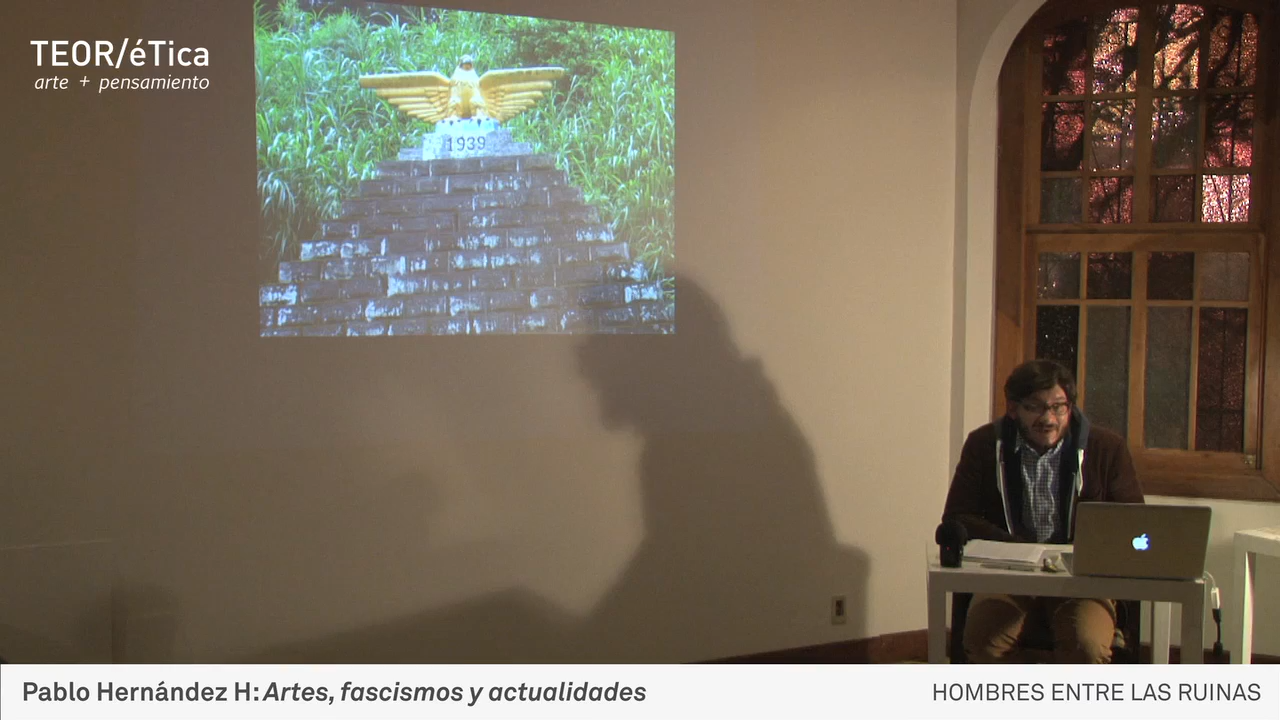 TEOR/éTica
arte + pensamiento
1939
Pablo Hernández H: Artes, fascismos y actualidades
HOMBRES ENTRE LAS RUINAS